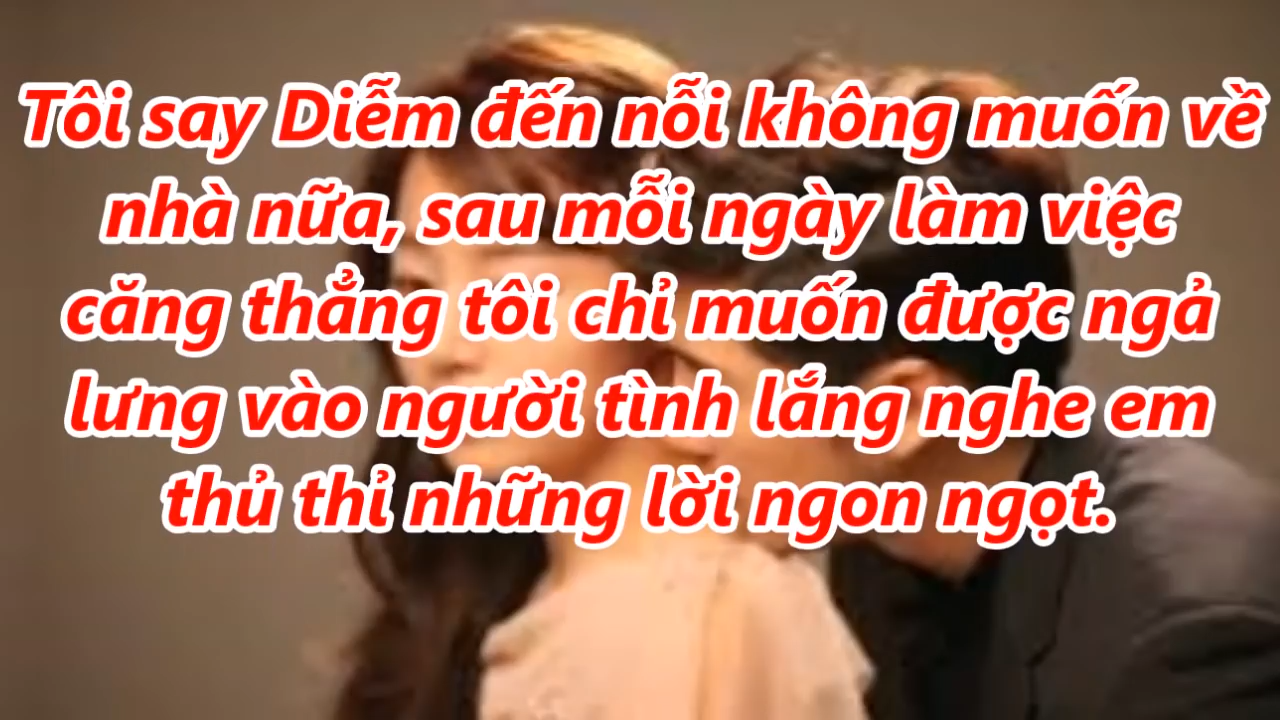 Tôi say Diễm đến nỗi không muốn về
nhà nữa, sau mỗi ngày làm việc
căng thẳng tôi chỉ muốn được ngả
lưng vào người tình lắng nghe em
thủ thỉ những lời ngon ngọt.